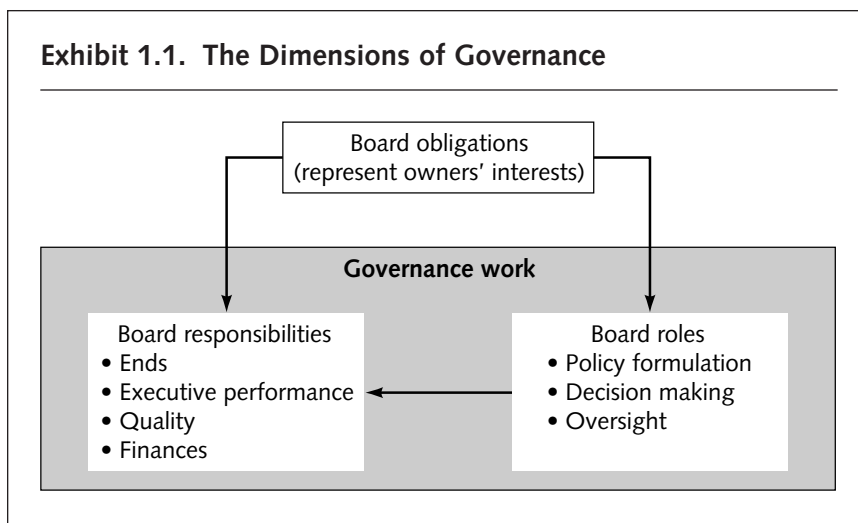 Exhibit 1.1. The Dimensions of Governance
Board obligations
(represent owners’ interests)
Governance work
Board responsibilities
• Ends
• Executive performance
• Quality
• Finances
Board roles
• Policy formulation
• Decision making
• Oversight